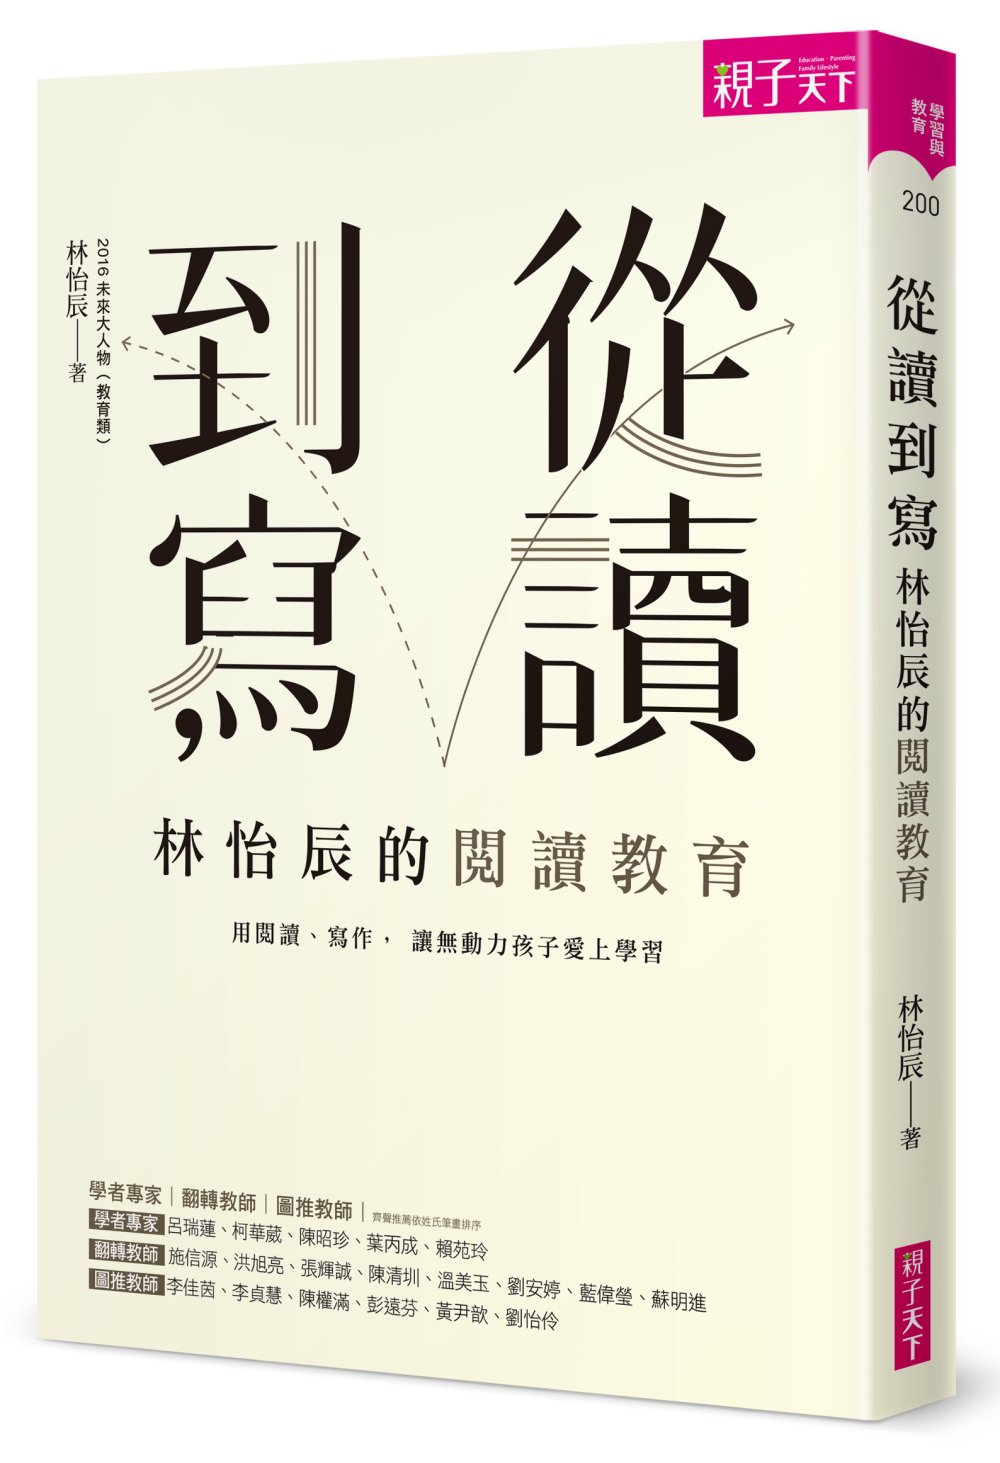 親子天下
Education · Parenting
Family Lifestyle
從讀
到寫
2016 未來大人物（教育類）
林怡辰——著
林怡辰的閱讀教育
用閱讀、寫作，讓無動力孩子愛上學習
學者專家｜翻轉教師｜圖推教師｜齊聲推薦依姓氏筆畫排序
學者專家 呂瑞蓮、柯華葳、陳昭珍、葉丙成、賴苑玲
翻轉教師 施信源、洪旭亮、張輝誠、陳清圳、溫美玉、劉安婷、藍偉瑩、蘇明進
圖推教師 李佳茵、李貞慧、陳權滿、彭遠芬、黃尹歆、劉怡伶
學習與
教育
200
從讀到寫 林怡辰的閱讀教育
林怡辰——著
親子天下